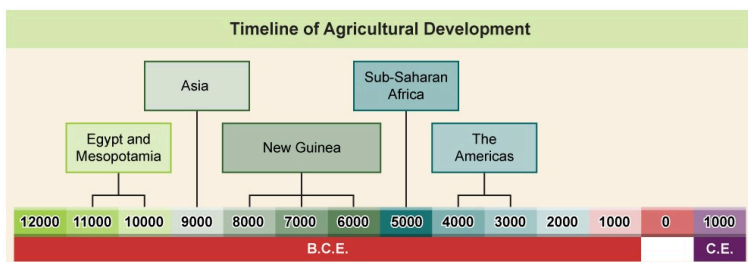 Timeline of Agricultural Development
Asia
Sub-Saharan
Africa
Egypt and
Mesopotamia
New Guinea
The
Americas
12000 11000 10000 9000 8000 7000 6000 5000 4000 3000 2000 1000 0 1000
B.C.E. C.E.